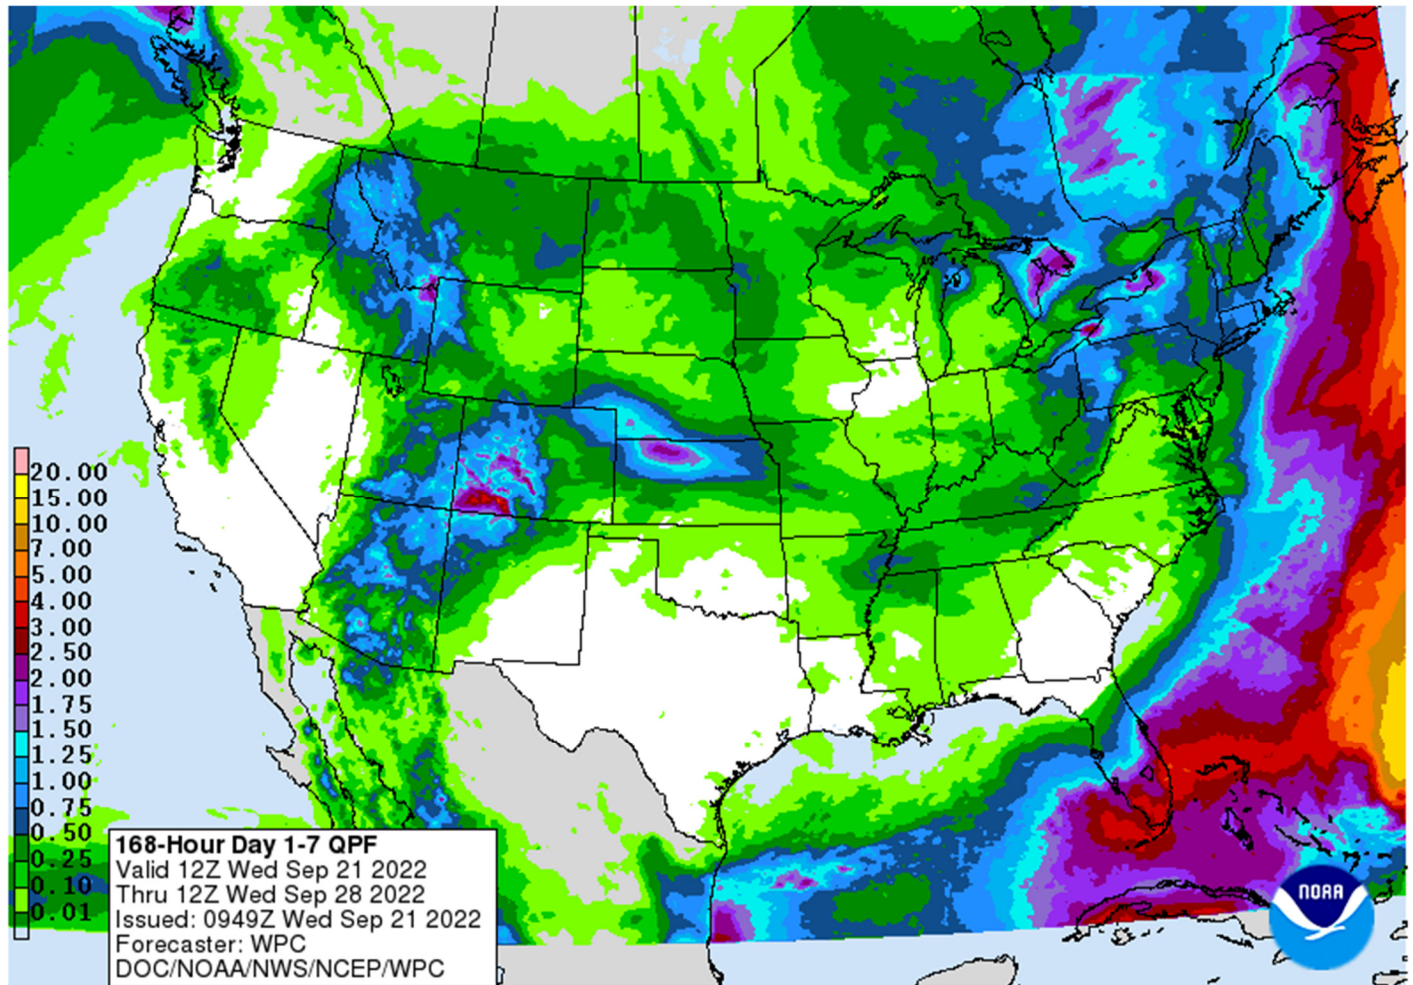 20.00
15.00
10.00
7.00
5.00
4.00
3.00
2.50
2.00
1.75
1.50
1.25
1.00
0.75
0.50
0.25
0.10
0.01
168-Hour Day 1-7 QPF
Valid 12Z Wed Sep 21 2022
Thru 12Z Wed Sep 28 2022
Issued: 0949Z Wed Sep 21 2022
Forecaster: WPC
DOC/NOAA/NWS/NCEP/WPC
NOAA